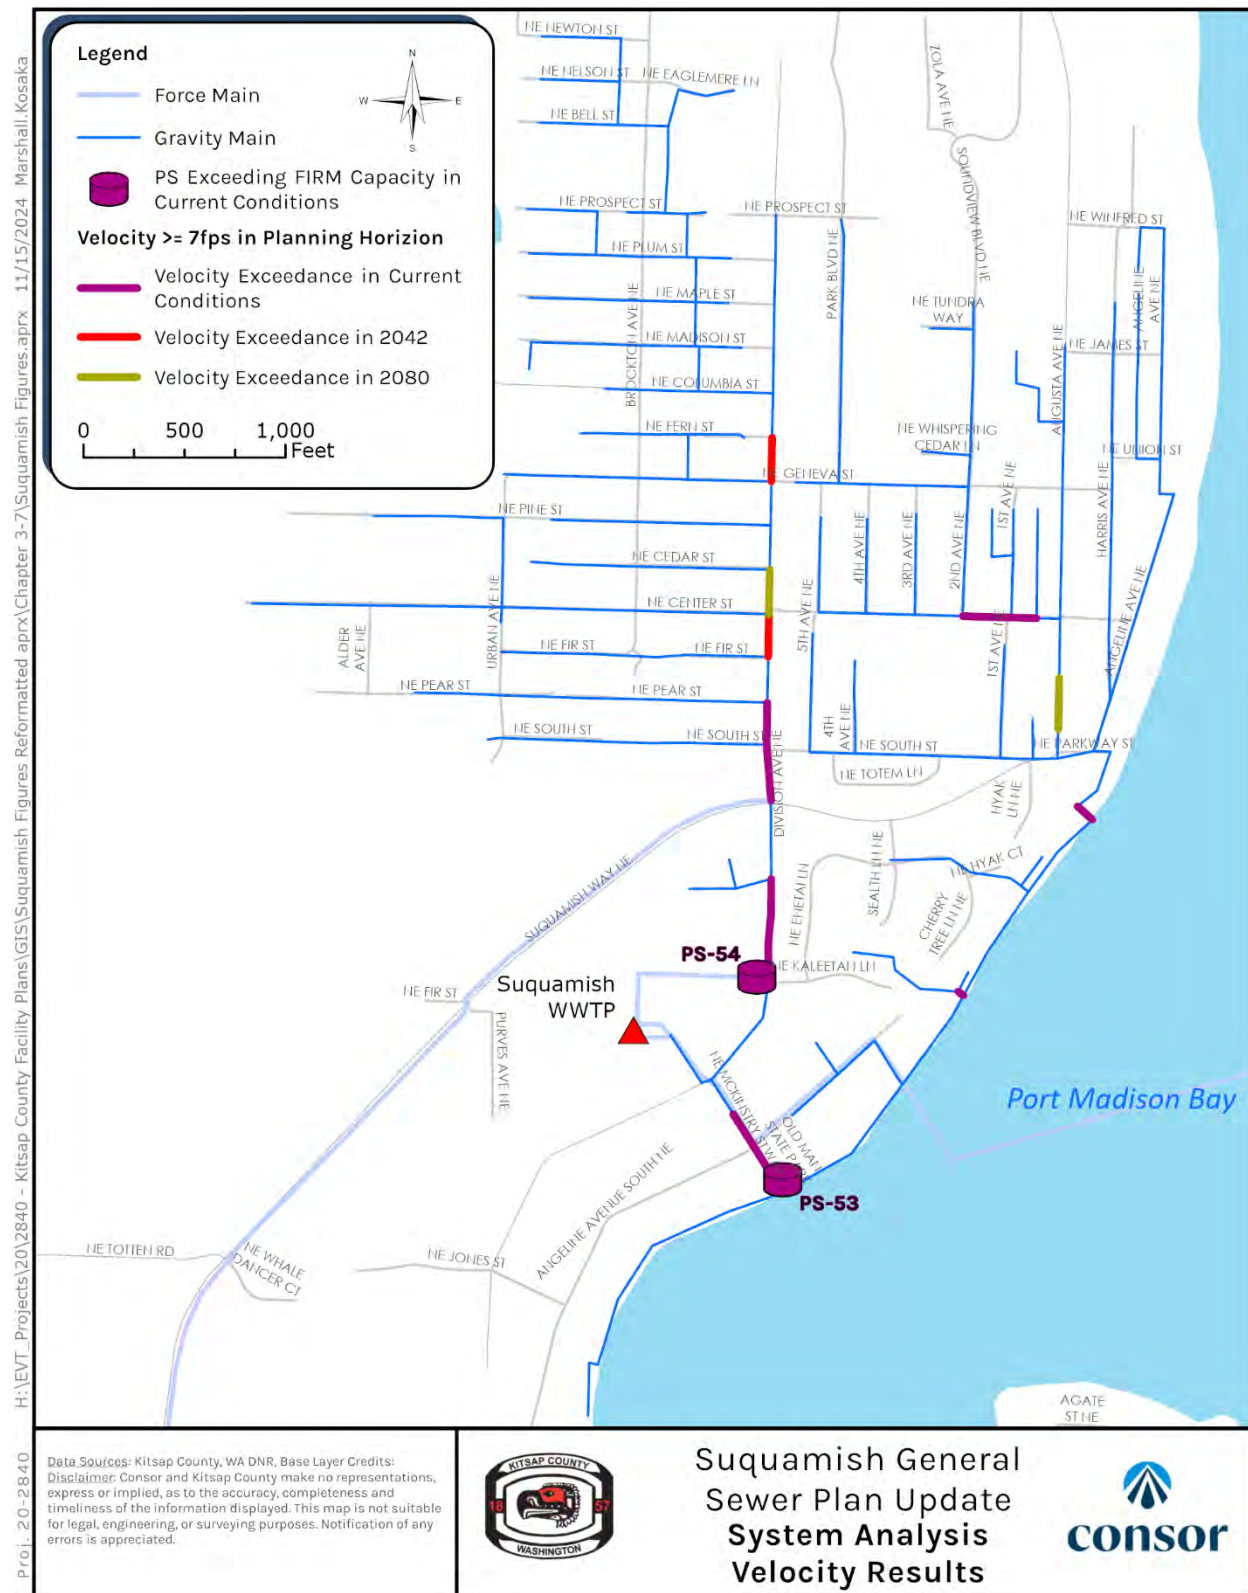 H:\EVT_Projects\20\2840 - Kitsap County Facility Plans\GIS\Suquamish Figures Reformatted aprx\Chapter 3-7\Suquamish Figures.aprx 11/15/2024 Marshall.Kosaka
Proj. 20-2840
Legend
Force Main
Gravity Main
PS Exceeding FIRM Capacity in
Current Conditions
Velocity >= 7fps in Planning Horizion
Velocity Exceedance in Current
Conditions
Velocity Exceedance in 2042
Velocity Exceedance in 2080
0 500 1,000
Feet
N
W E
S
NE NEWTON ST
NE NELSON ST
NE EAGLEMERE LN
NE BELL ST
ZOLA AVE NE
SOUNDVIEW BLVD NE
NE PROSPECT ST
NE PROSPECT ST
NE WINFRED ST
NE PLUM ST
PARK BLVD NE
ANGELINE
AVE NE
NE MAPLE ST
BROCKTON AVE NE
NE TUNDRA
WAY
NE MADISON ST
AUGUSTA AVE NE
NE JAMES ST
NE COLUMBIA ST
NE FERN ST
NE WHISPERING
CEDAR LN
NE UNION ST
NE GENEVA ST
1ST AVE NE
HARRIS AVE NE
NE PINE ST
4TH AVE NE
3RD AVE NE
2ND AVE NE
NE CEDAR ST
NE CENTER ST
5TH AVE NE
ALDER
AVE NE
URBAN AVE NE
NE FIR ST
NE FIR ST
1ST AVE NE
ANGELINE AVE NE
NE PEAR ST
NE PEAR ST
4TH
AVE NE
NE SOUTH ST
NE SOUTH ST
NE SOUTH ST
NE PARKWAY ST
NE TOTEM LN
DIVISION AVE NE
HYAK
LN NE
SUQUAMISH WAY NE
NE ENETAI LN
SEALTH LN NE
NE HYAK CT
CHERRY
TREE LN NE
PS-54
NE KALEETAN LN
Suquamish
WWTP
NE FIR ST
PURVES AVE NE
NE MCKINSTRY ST
OLD MAN
Port Madison Bay
PS-53
ANGELINE AVENUE SOUTH NE
NE TOTTEN RD
NE WHALE
DANCER CT
NE JONES ST
AGATE
ST NE
Data Sources: Kitsap County, WA DNR, Base Layer Credits:
Disclaimer: Consor and Kitsap County make no representations,
express or implied, as to the accuracy, completeness and
timeliness of the information displayed. This map is not suitable
for legal, engineering, or surveying purposes. Notification of any
errors is appreciated.
KITSAP COUNTY
18 57
WASHINGTON
Suquamish General
Sewer Plan Update
System Analysis
Velocity Results
consor